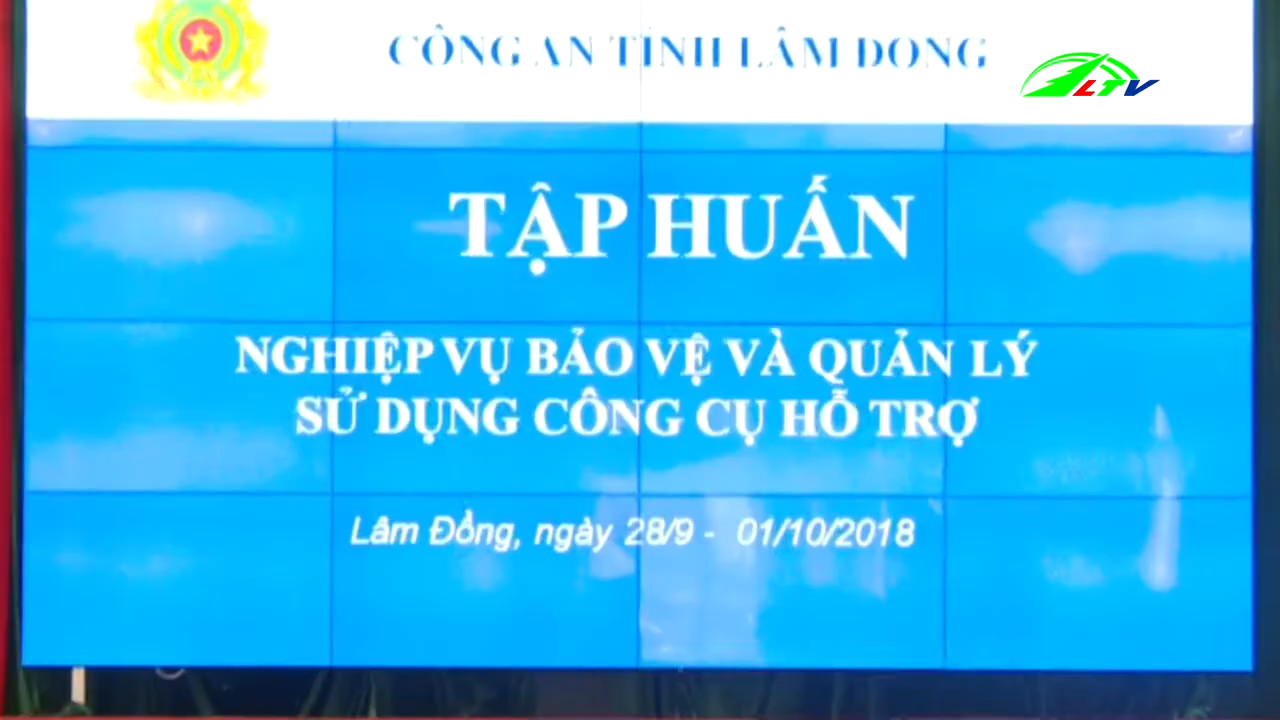 CÔNG AN TỈNH LÂM ĐỒNG
LTV
TẬP HUẤN
NGHIỆP VỤ BẢO VỆ VÀ QUẢN LÝ
SỬ DỤNG CÔNG CỤ HỖ TRỢ
Lâm Đồng, ngày 28/9 - 01/10/2018